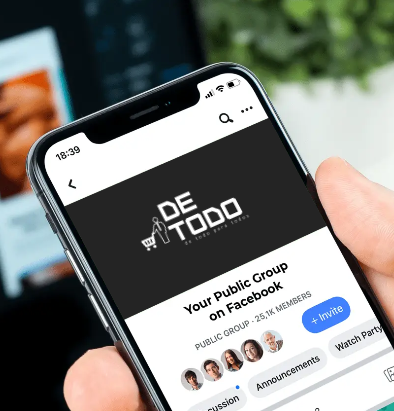 18:39
DE
TODO
de todo para todos
Your Public Group
on Facebook
PUBLIC GROUP · 25.1K MEMBERS
+ Invite
cussion
Announcements
Watch Party